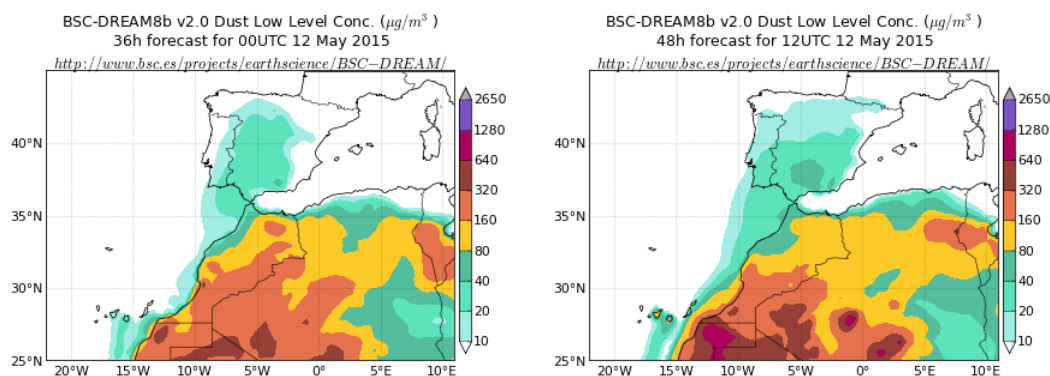 BSC-DREAM8b v2.0 Dust Low Level Conc. (μg/m³ )
36h forecast for 00UTC 12 May 2015
http://www.bsc.es/projects/earthscience/BSC−DREAM/
2650
1280
640
320
160
80
40
20
10
40°N
35°N
30°N
25°N
20°W
15°W
10°W
5°W
0°
5°E
10°E
BSC-DREAM8b v2.0 Dust Low Level Conc. (μg/m³ )
48h forecast for 12UTC 12 May 2015
http://www.bsc.es/projects/earthscience/BSC−DREAM/
2650
1280
640
320
160
80
40
20
10
40°N
35°N
30°N
25°N
20°W
15°W
10°W
5°W
0°
5°E
10°E